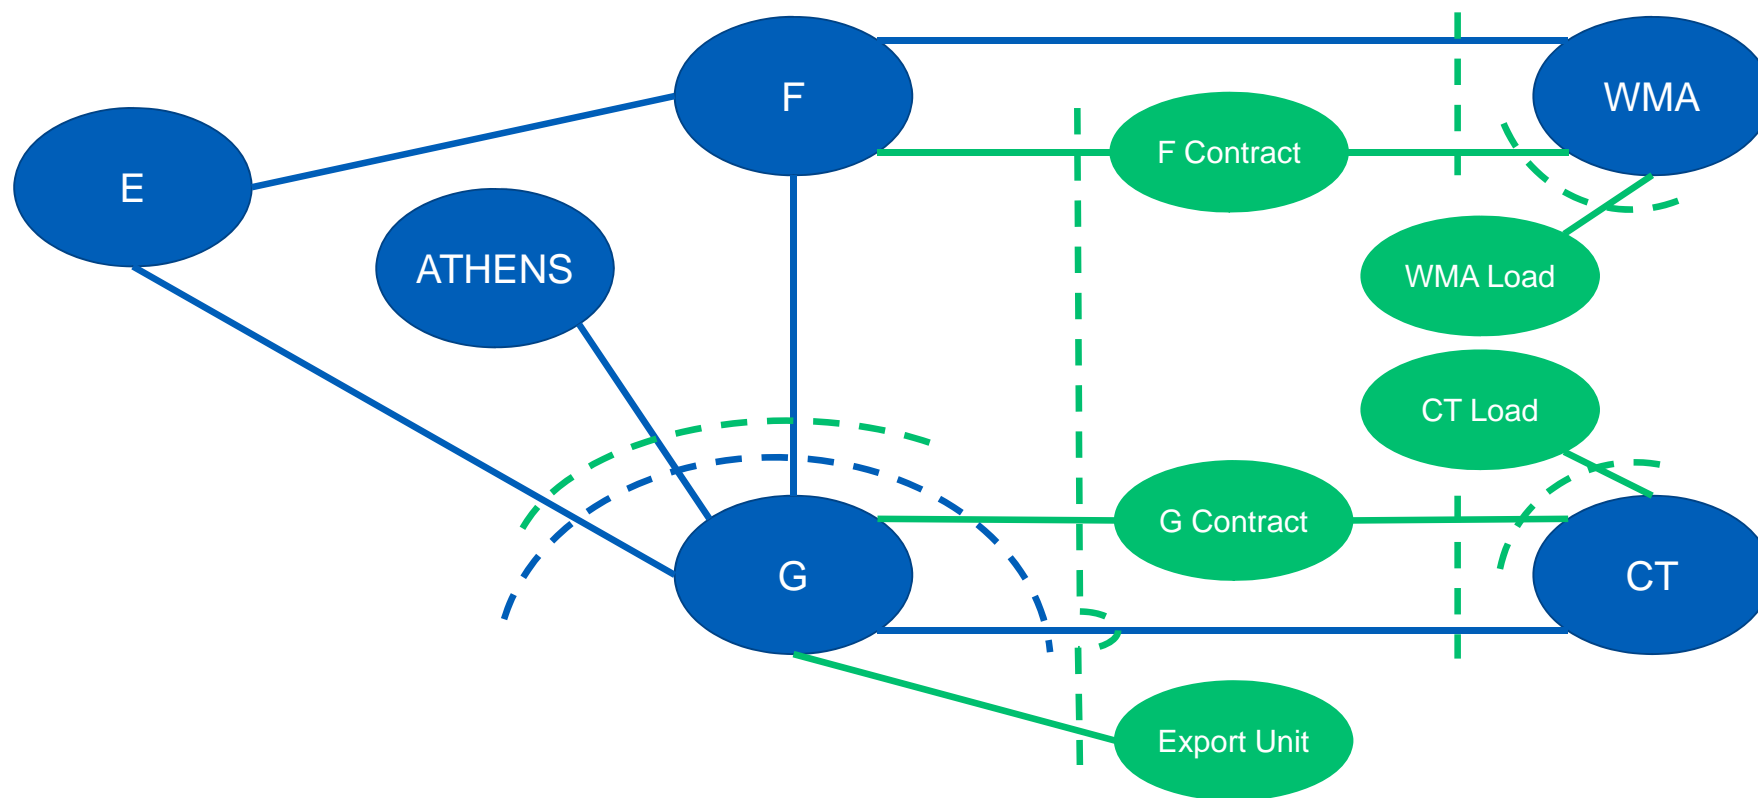 F
WMA
F Contract
E
ATHENS
WMA Load
CT Load
G Contract
G
CT
Export Unit